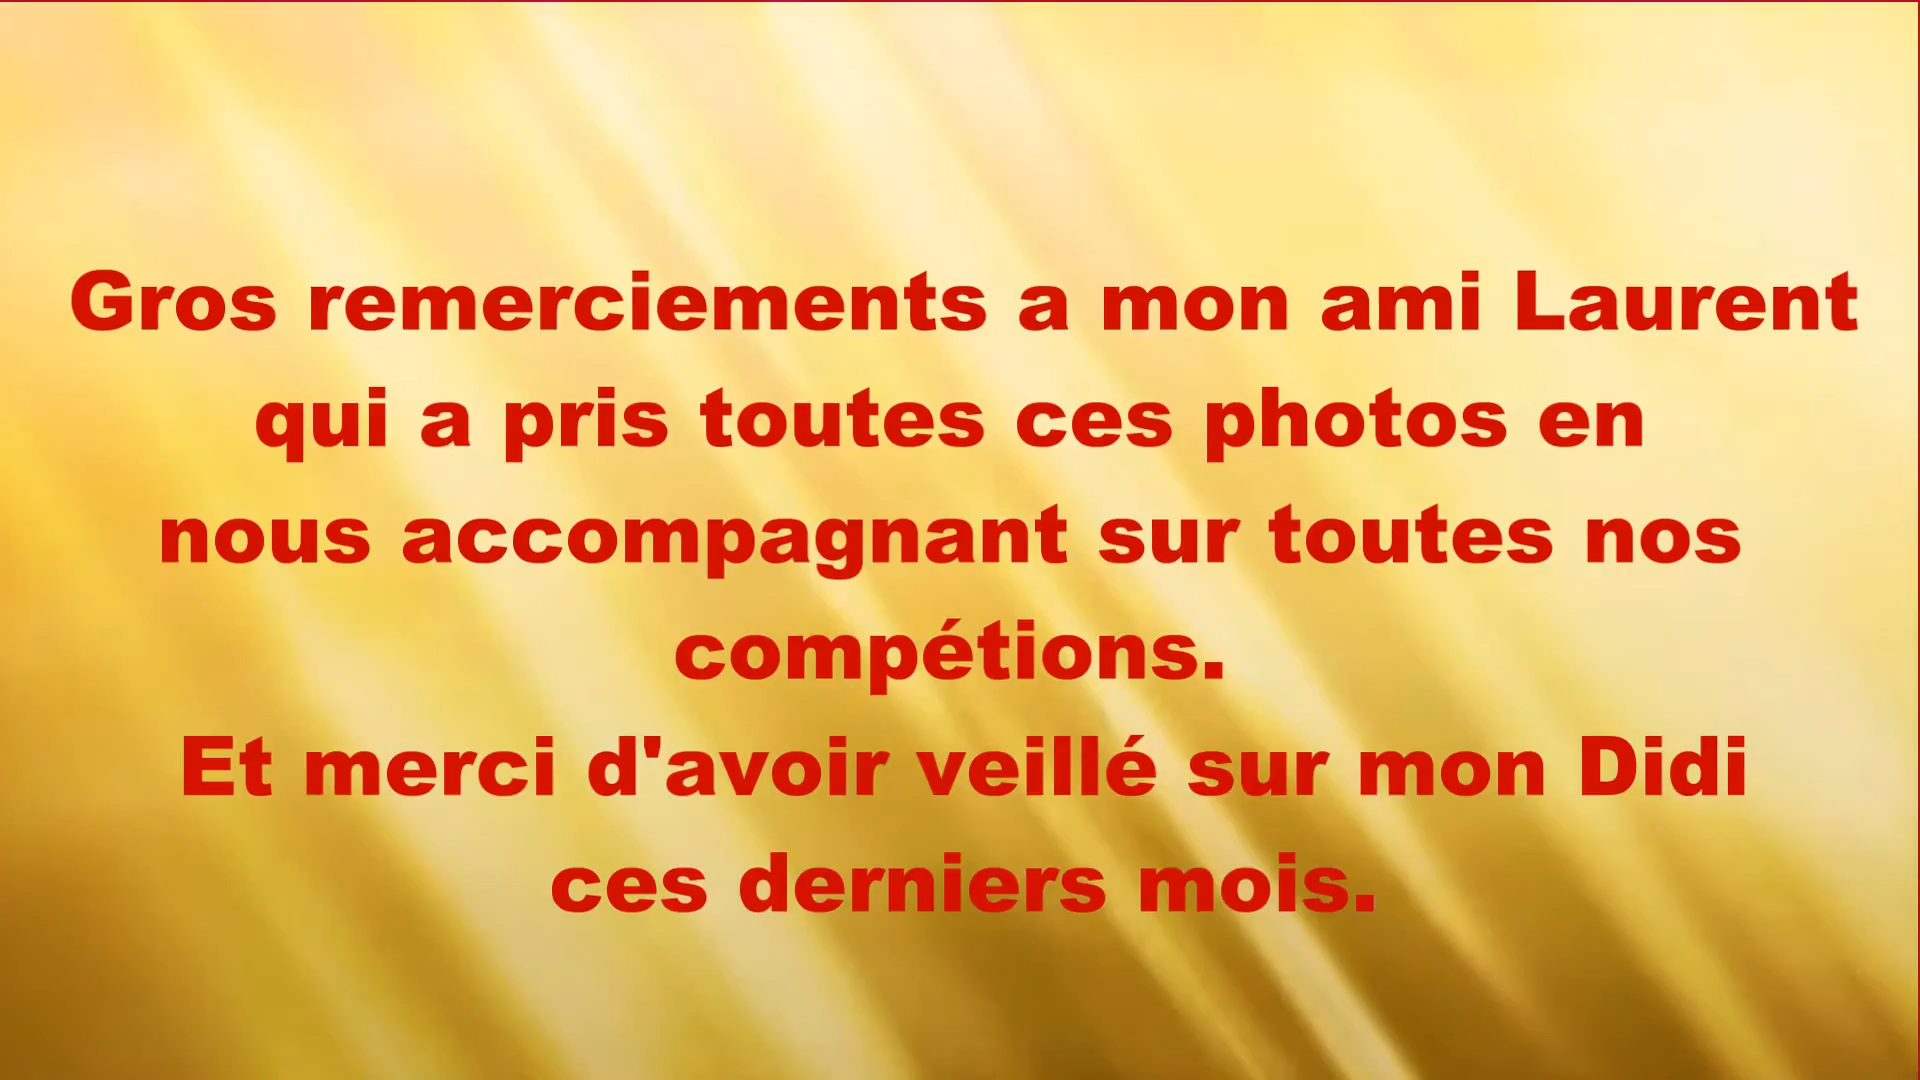 Gros remerciements a mon ami Laurent
qui a pris toutes ces photos en
nous accompagnant sur toutes nos
compétions.
Et merci d'avoir veillé sur mon Didi
ces derniers mois.